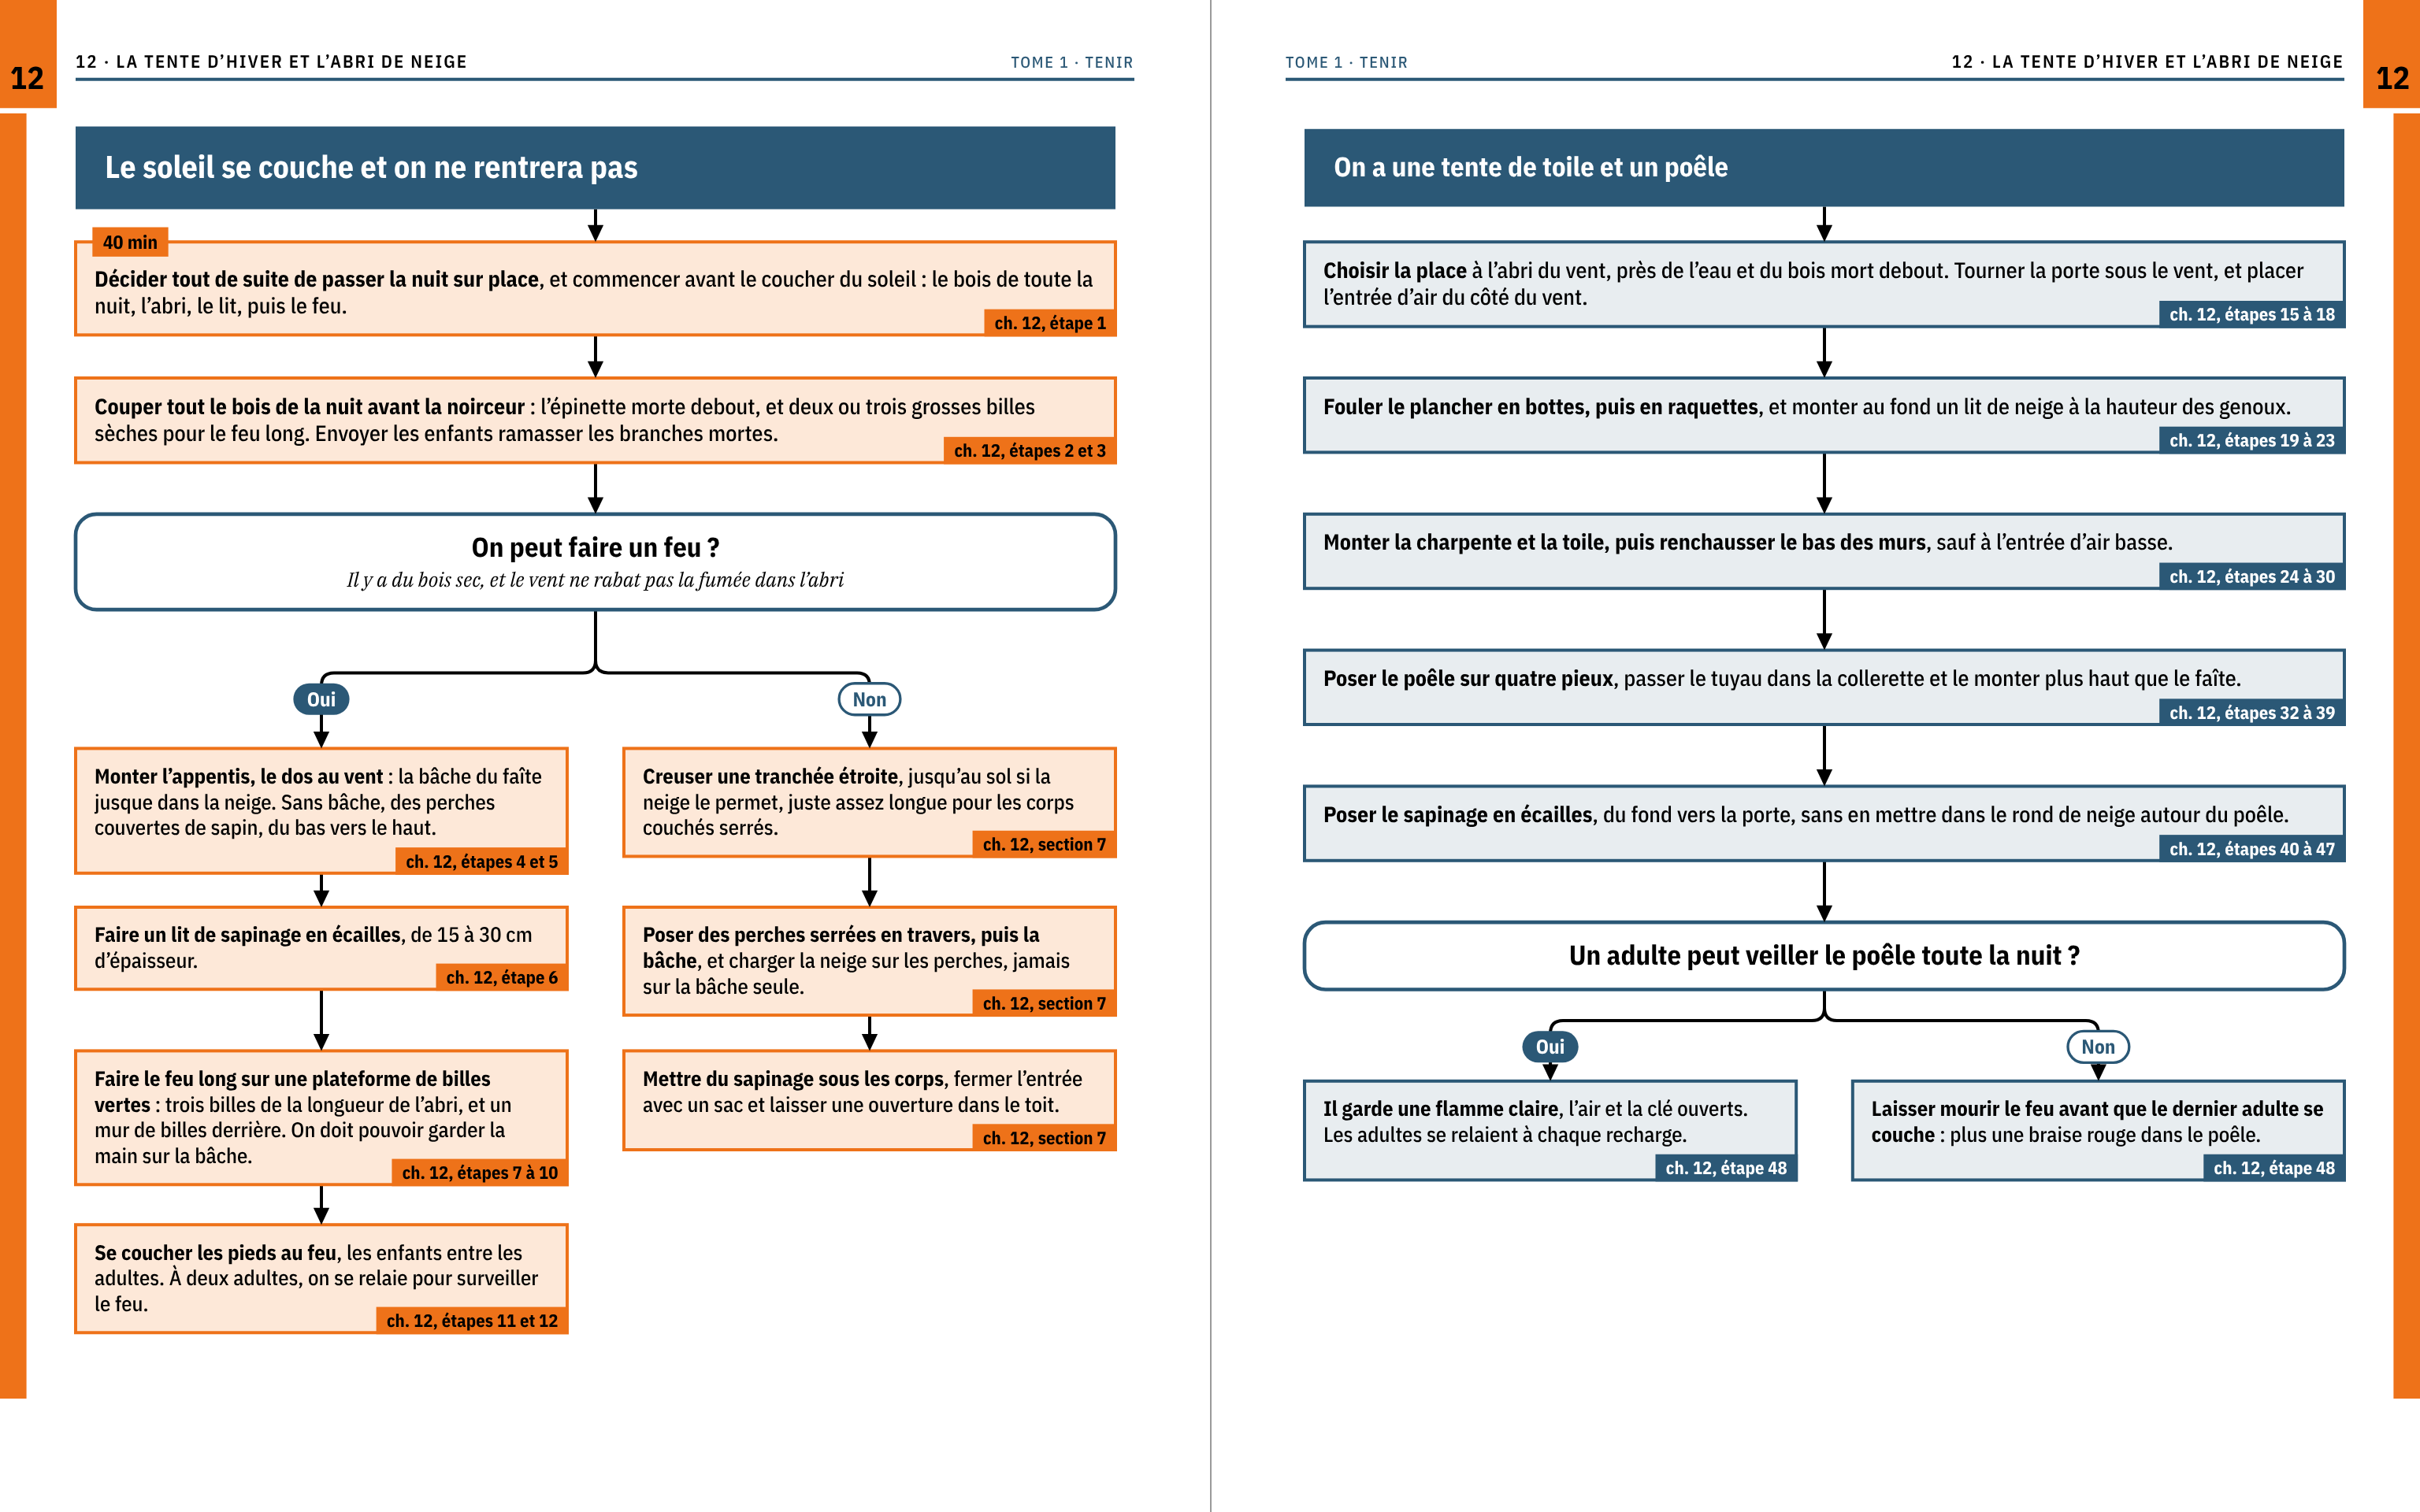 12
12 · LA TENTE D’HIVER ET L’ABRI DE NEIGE
TOME 1 · TENIR
Le soleil se couche et on ne rentrera pas
40 min
Décider tout de suite de passer la nuit sur place, et commencer avant le coucher du soleil : le bois de toute la
nuit, l’abri, le lit, puis le feu.
ch. 12, étape 1
Couper tout le bois de la nuit avant la noirceur : l’épinette morte debout, et deux ou trois grosses billes
sèches pour le feu long. Envoyer les enfants ramasser les branches mortes.
ch. 12, étapes 2 et 3
On peut faire un feu ?
Il y a du bois sec, et le vent ne rabat pas la fumée dans l’abri
Oui
Monter l’appentis, le dos au vent : la bâche du faîte
jusque dans la neige. Sans bâche, des perches
couvertes de sapin, du bas vers le haut.
ch. 12, étapes 4 et 5
Faire un lit de sapinage en écailles, de 15 à 30 cm
d’épaisseur.
ch. 12, étape 6
Faire le feu long sur une plateforme de billes
vertes : trois billes de la longueur de l’abri, et un
mur de billes derrière. On doit pouvoir garder la
main sur la bâche.
ch. 12, étapes 7 à 10
Se coucher les pieds au feu, les enfants entre les
adultes. À deux adultes, on se relaie pour surveiller
le feu.
ch. 12, étapes 11 et 12
Non
Creuser une tranchée étroite, jusqu’au sol si la
neige le permet, juste assez longue pour les corps
couchés serrés.
ch. 12, section 7
Poser des perches serrées en travers, puis la
bâche, et charger la neige sur les perches, jamais
sur la bâche seule.
ch. 12, section 7
Mettre du sapinage sous les corps, fermer l’entrée
avec un sac et laisser une ouverture dans le toit.
ch. 12, section 7
TOME 1 · TENIR
12 · LA TENTE D’HIVER ET L’ABRI DE NEIGE
12
On a une tente de toile et un poêle
Choisir la place à l’abri du vent, près de l’eau et du bois mort debout. Tourner la porte sous le vent, et placer
l’entrée d’air du côté du vent.
ch. 12, étapes 15 à 18
Fouler le plancher en bottes, puis en raquettes, et monter au fond un lit de neige à la hauteur des genoux.
ch. 12, étapes 19 à 23
Monter la charpente et la toile, puis renchausser le bas des murs, sauf à l’entrée d’air basse.
ch. 12, étapes 24 à 30
Poser le poêle sur quatre pieux, passer le tuyau dans la collerette et le monter plus haut que le faîte.
ch. 12, étapes 32 à 39
Poser le sapinage en écailles, du fond vers la porte, sans en mettre dans le rond de neige autour du poêle.
ch. 12, étapes 40 à 47
Un adulte peut veiller le poêle toute la nuit ?
Oui
Il garde une flamme claire, l’air et la clé ouverts.
Les adultes se relaient à chaque recharge.
ch. 12, étape 48
Non
Laisser mourir le feu avant que le dernier adulte se
couche : plus une braise rouge dans le poêle.
ch. 12, étape 48